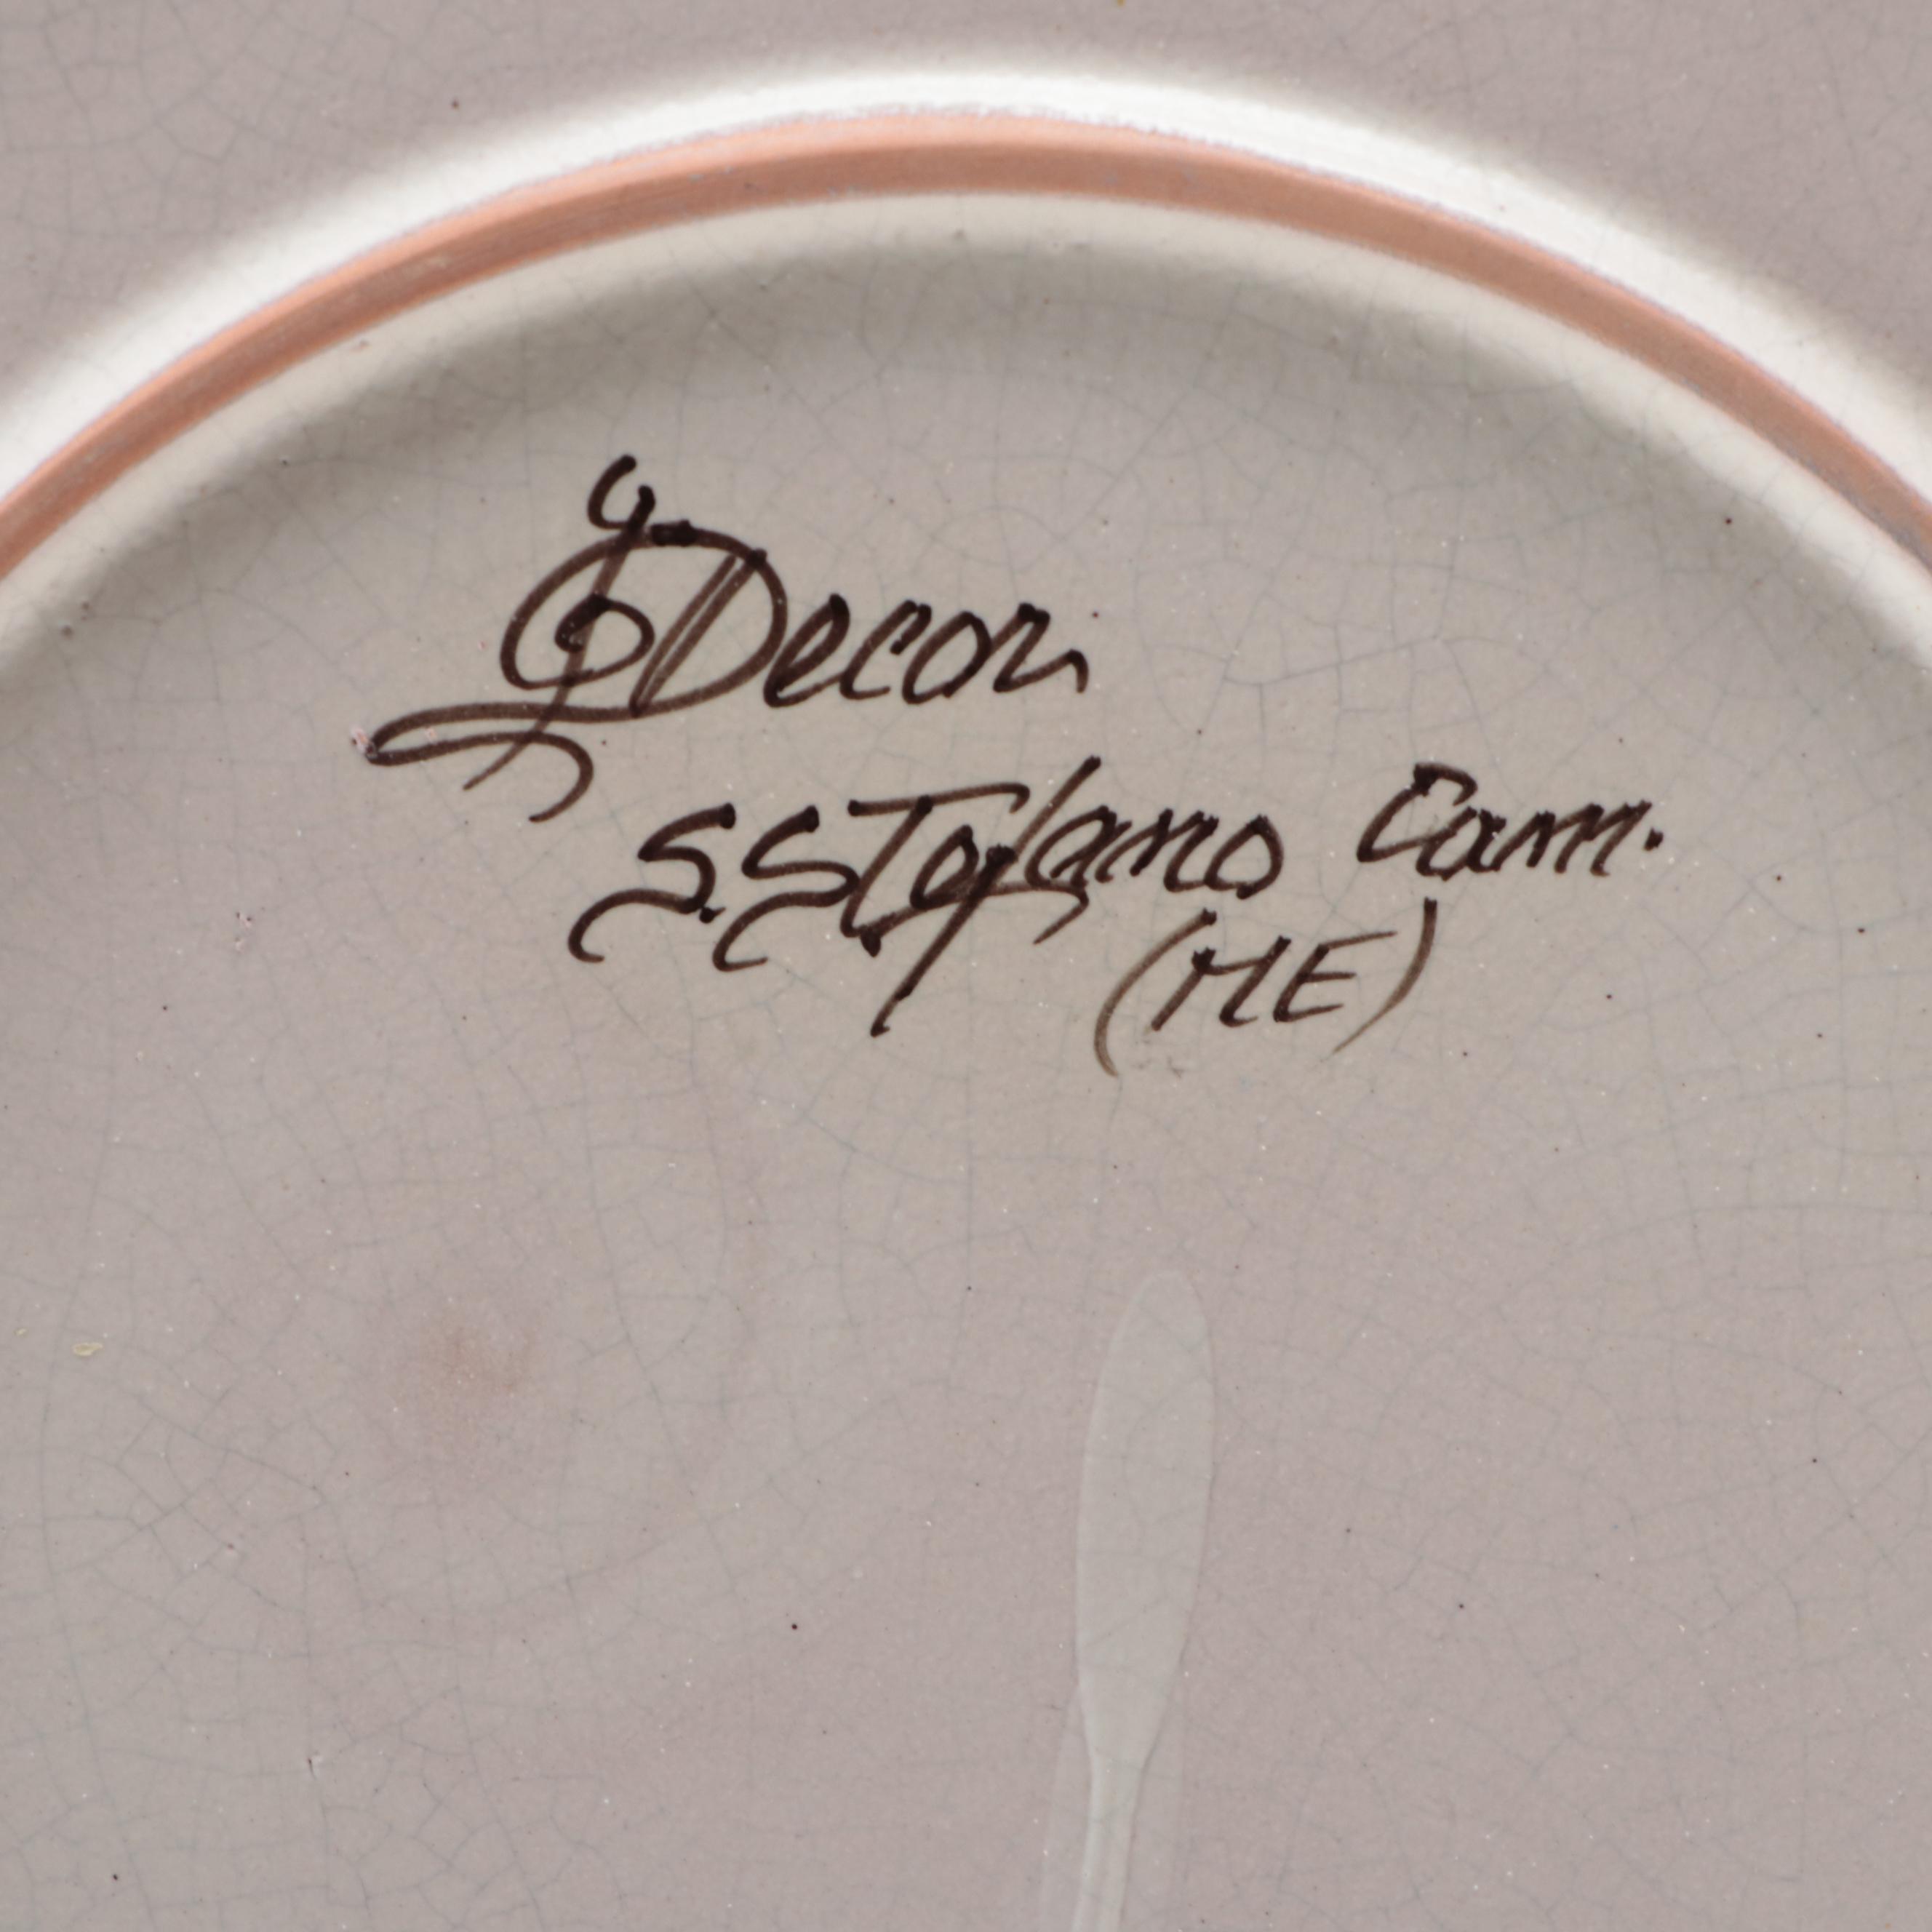 Decor
S.STefano Cam.
(ME)